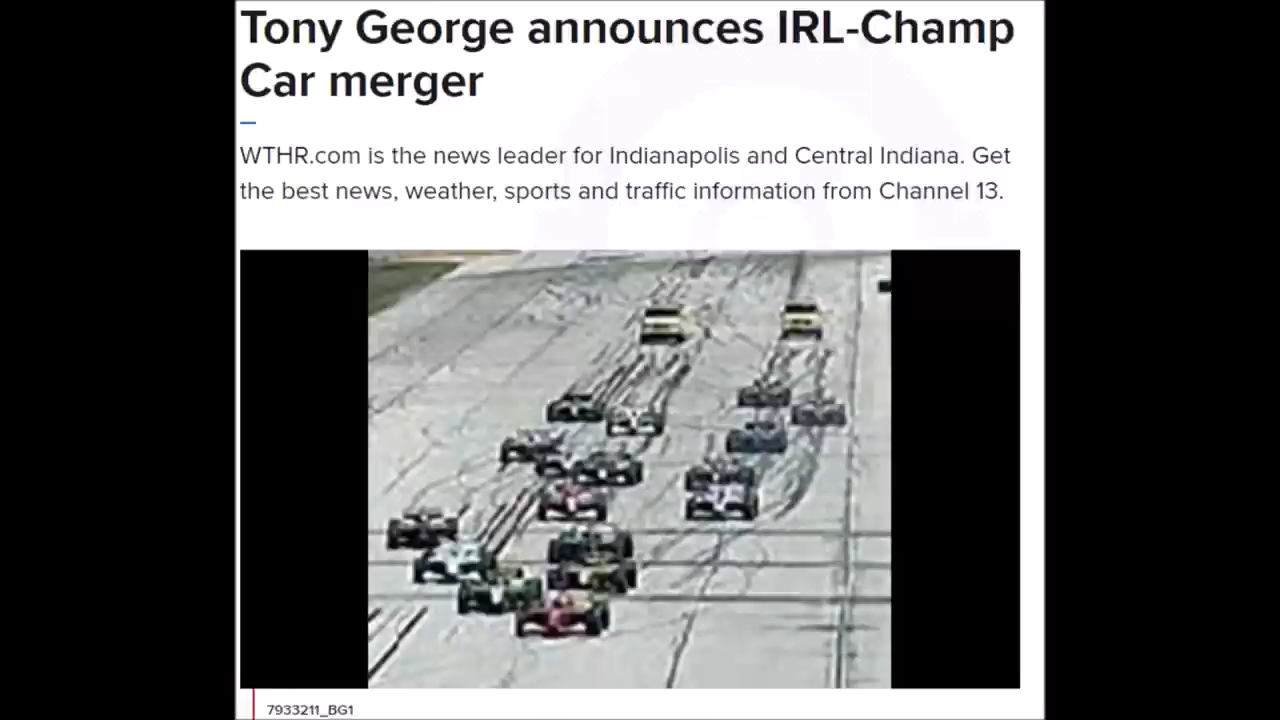 Tony George announces IRL-Champ
Car merger
WTHR.com is the news leader for Indianapolis and Central Indiana. Get
the best news, weather, sports and traffic information from Channel 13.
7933211_BG1